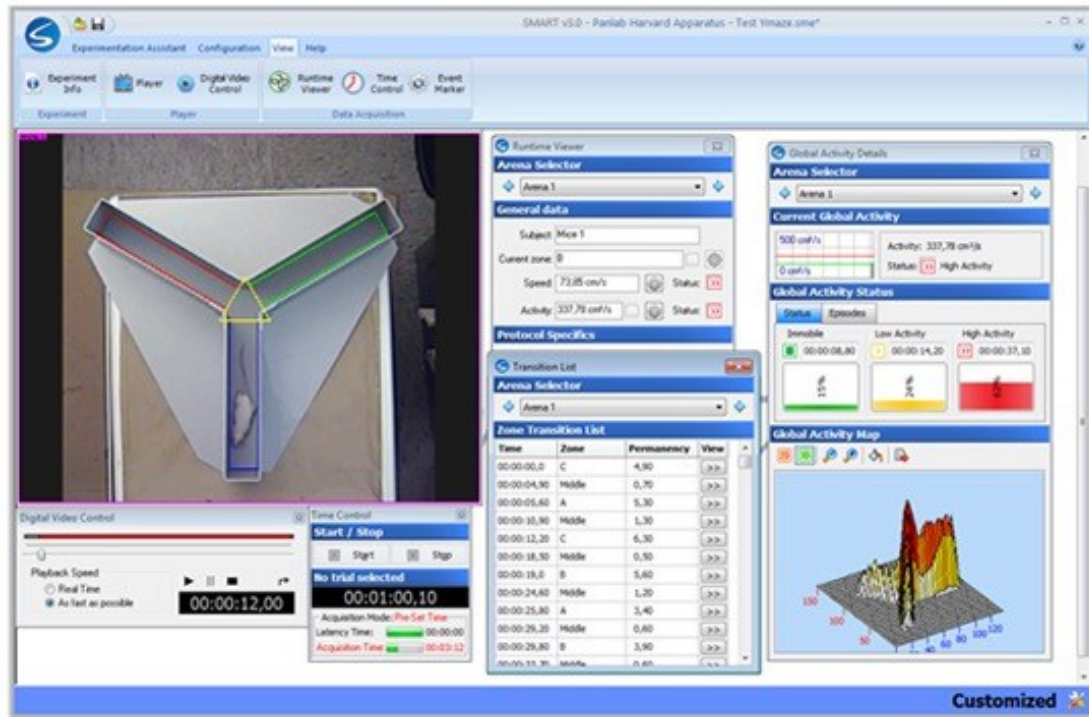 SMART v3.0 - Panlab Harvard Apparatus - Test Ymaze.sme*
Experimentation Assistant Configuration View Help
Experiment Info
Player
Digital Video Control
Runtime Viewer
Time Control
Event Marker
Experiment
Player
Data Acquisition
Runtime Viewer
Arena Selector
Arena 1
General data
Subject: Mice 1
Current zone: B
Speed: 73,85 cm/s Status:
Activity: 337,78 cm²/s Status:
Protocol Specifics
Transition List
Arena Selector
Arena 1
Zone Transition List
Time Zone Permanency View
00:00:00,0 C 4,90 >>
00:00:04,90 Middle 0,70 >>
00:00:05,60 A 5,30 >>
00:00:10,90 Middle 1,30 >>
00:00:12,20 C 6,30 >>
00:00:18,50 Middle 0,50 >>
00:00:19,0 B 5,60 >>
00:00:24,60 Middle 1,20 >>
00:00:25,80 A 3,40 >>
00:00:29,20 Middle 0,60 >>
00:00:29,80 B 3,90 >>
00:00:33,70 Middle 0,60 >>
Global Activity Details
Arena Selector
Arena 1
Current Global Activity
500 cm²/s
0 cm²/s
Activity: 337,78 cm²/s
Status: High Activity
Global Activity Status
Status Episodes
Immobile Low Activity High Activity
00:00:08,80 00:00:14,20 00:00:37,10
15% 24% 62%
Global Activity Map
150
100
50
20 40 60 80 100 120
Digital Video Control
Playback Speed
Real Time
As fast as possible
00:00:12,00
Time Control
Start / Stop
Start Stop
No trial selected
00:01:00,10
Acquisition Mode: Pre-Set Time
Latency Time: 00:00:00
Acquisition Time: 00:03:12
Customized